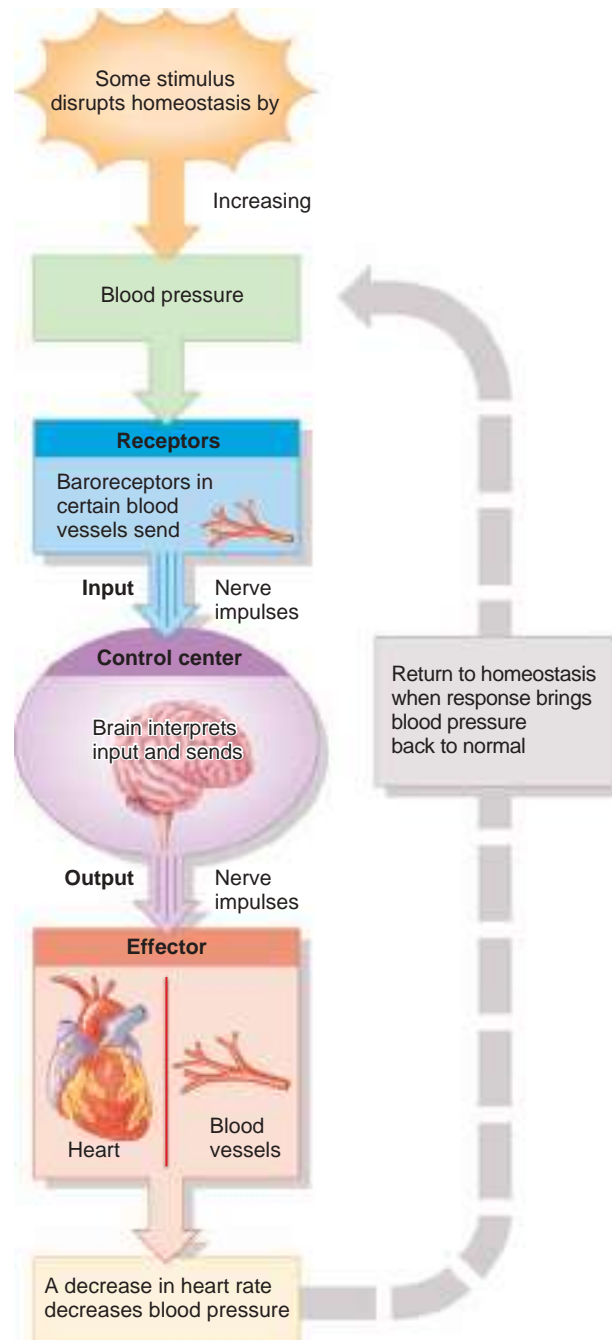 Some stimulus
disrupts homeostasis by
Increasing
Blood pressure
Receptors
Baroreceptors in
certain blood
vessels send
Input
Nerve
impulses
Control center
Brain interprets
input and sends
Return to homeostasis
when response brings
blood pressure
back to normal
Output
Nerve
impulses
Effector
Heart
Blood
vessels
A decrease in heart rate
decreases blood pressure